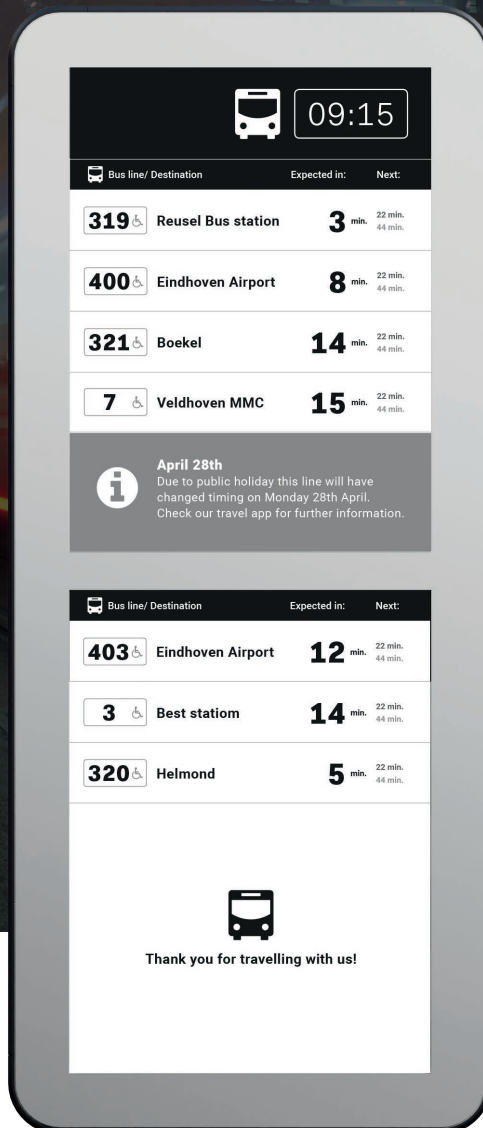 09:15
Bus line/ Destination Expected in: Next:
319 Reusel Bus station 3 min. 22 min.
44 min.
400 Eindhoven Airport 8 min. 22 min.
44 min.
321 Boekel 14 min. 22 min.
44 min.
7 Veldhoven MMC 15 min. 22 min.
44 min.
April 28th
Due to public holiday this line will have
changed timing on Monday 28th April.
Check our travel app for further information.
Bus line/ Destination Expected in: Next:
403 Eindhoven Airport 12 min. 22 min.
44 min.
3 Best statiom 14 min. 22 min.
44 min.
320 Helmond 5 min. 22 min.
44 min.
Thank you for travelling with us!